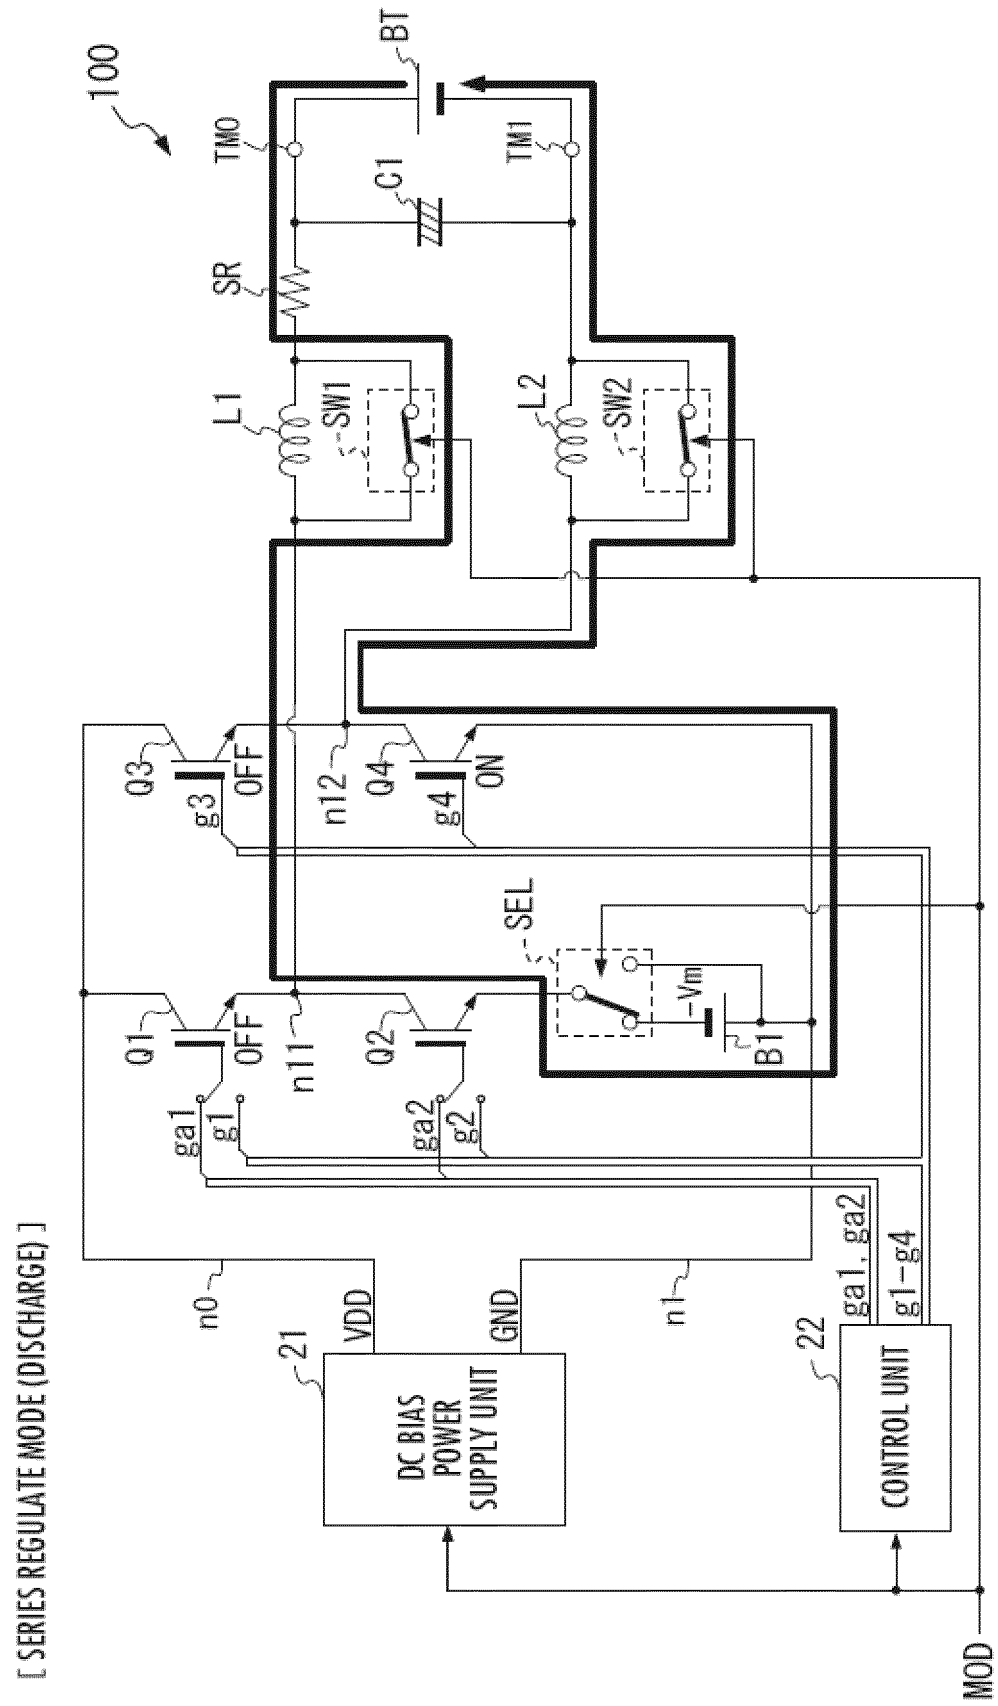 [ SERIES REGULATE MODE (DISCHARGE) ]
100
n0
VDD
21
DC BIAS
POWER
SUPPLY UNIT
GND
n1
22
CONTROL UNIT
ga1, ga2
g1-g4
MOD
Q1
OFF
ga1
g1
n11
Q2
ga2
g2
SEL
-Vm
B1
Q3
g3
OFF
n12
Q4
g4
ON
L1
SW1
L2
SW2
SR
C1
TM0
TM1
BT